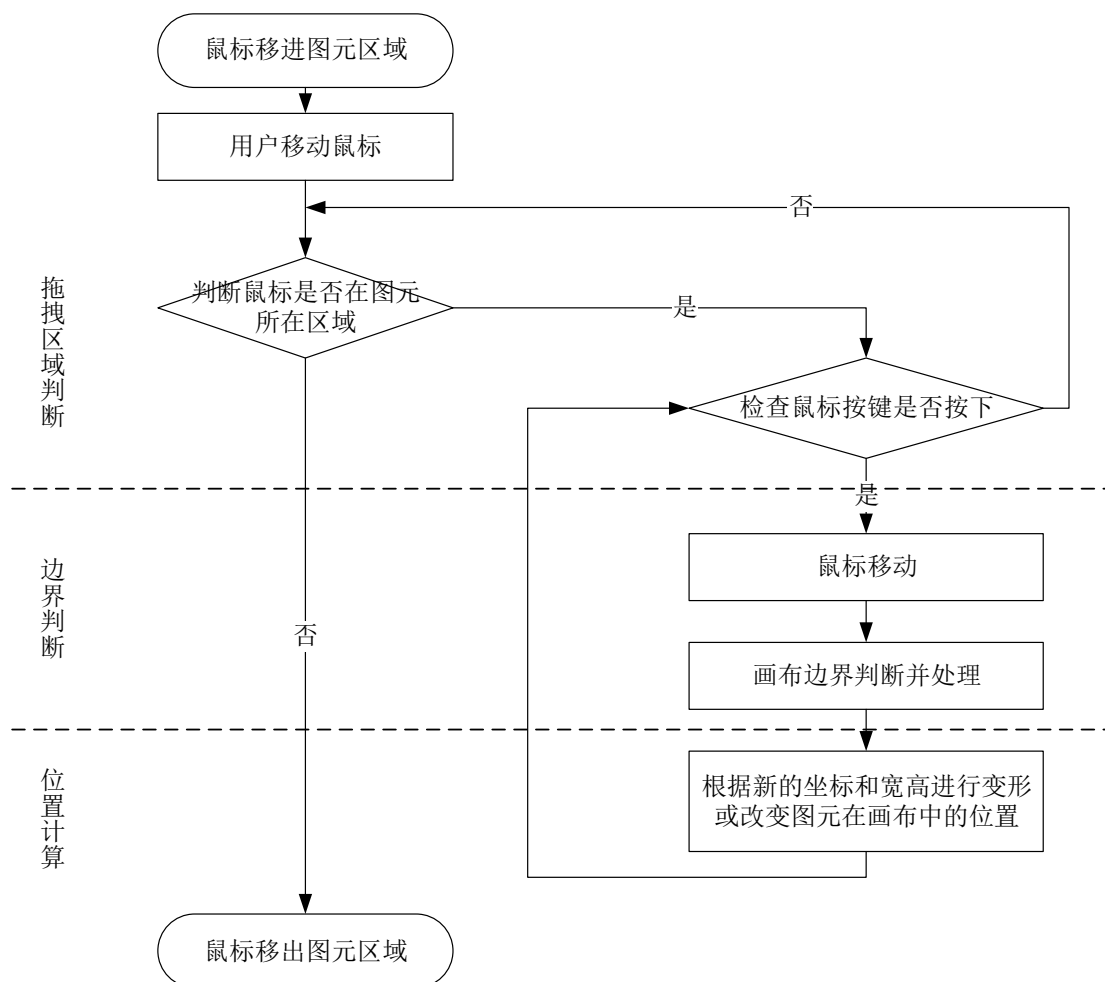 鼠标移进图元区域
用户移动鼠标
否
判断鼠标是否在图元
所在区域
是
拖拽区域判断
检查鼠标按键是否按下
是
鼠标移动
边界判断
否
画布边界判断并处理
位置计算
根据新的坐标和宽高进行变形
或改变图元在画布中的位置
鼠标移出图元区域